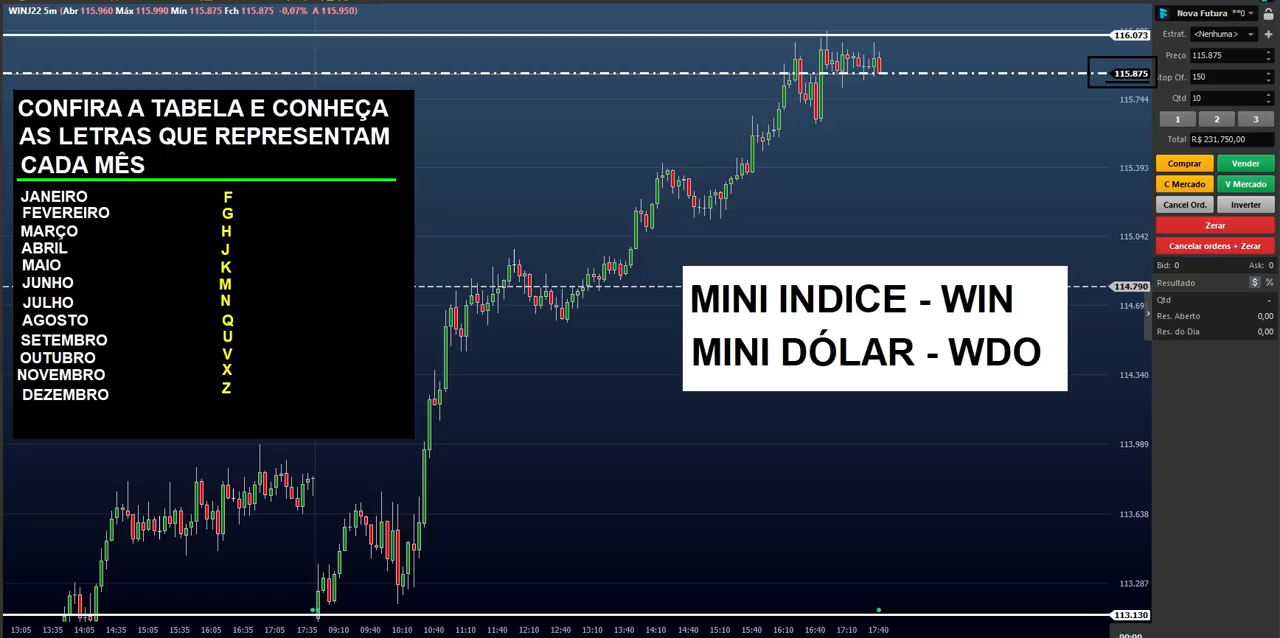 WINJ22 5m (Abr 115.960 Máx 115.990 Mín 115.875 Fch 115.875 -0,07% A 115.950)
CONFIRA A TABELA E CONHEÇA
AS LETRAS QUE REPRESENTAM
CADA MÊS
JANEIRO F
FEVEREIRO G
MARÇO H
ABRIL J
MAIO K
JUNHO M
JULHO N
AGOSTO Q
SETEMBRO U
OUTUBRO V
NOVEMBRO X
DEZEMBRO Z
MINI INDICE - WIN
MINI DÓLAR - WDO
116.073
115.875
115.744
115.393
115.042
114.790
114.69
114.340
113.989
113.638
113.287
113.130
00:00
13:05 13:35 14:05 14:35 15:05 15:35 16:05 16:35 17:05 17:35 09:10 09:40 10:10 10:40 11:10 11:40 12:10 12:40 13:10 13:40 14:10 14:40 15:10 15:40 16:10 16:40 17:10 17:40
Nova Futura **0
Estrat. <Nenhuma>
Preço 115.875
top Of. 150
Qtd 10
1 2 3
Total R$ 231.750,00
Comprar Vender
C Mercado V Mercado
Cancel Ord. Inverter
Zerar
Cancelar ordens + Zerar
Bid: 0 Ask: 0
Resultado $ %
Qtd -
Res. Aberto 0,00
Res. do Dia 0,00